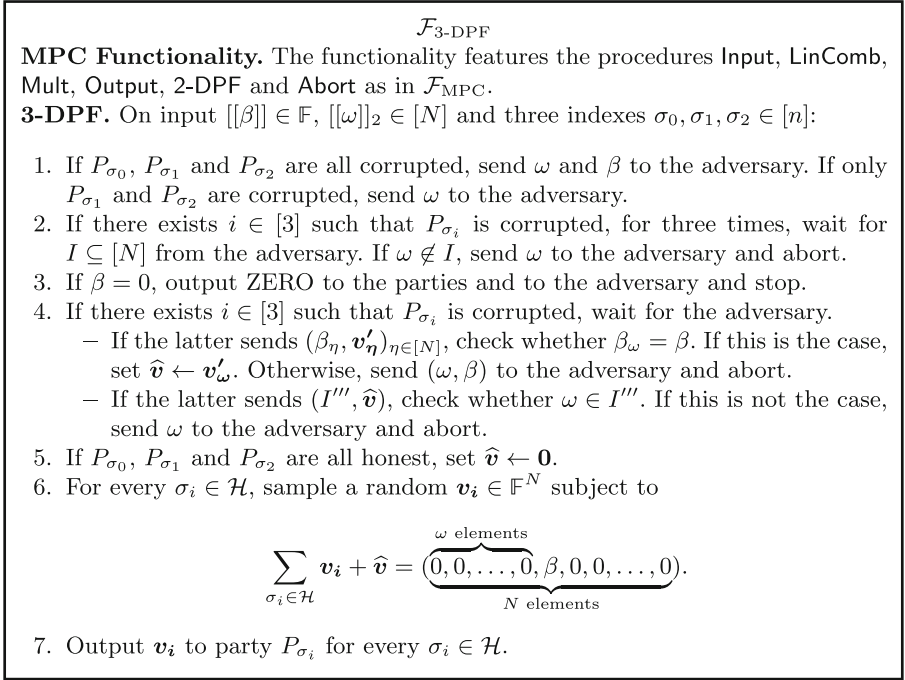 𝓕₃₋DPF
MPC Functionality. The functionality features the procedures Input, LinComb,
Mult, Output, 2-DPF and Abort as in 𝓕MPC.
3-DPF. On input [[β]] ∈ 𝔽, [[ω]]₂ ∈ [N] and three indexes σ₀, σ₁, σ₂ ∈ [n]:
1. If Pσ₀, Pσ₁ and Pσ₂ are all corrupted, send ω and β to the adversary. If only
Pσ₁ and Pσ₂ are corrupted, send ω to the adversary.
2. If there exists i ∈ [3] such that Pσᵢ is corrupted, for three times, wait for
I ⊆ [N] from the adversary. If ω ∉ I, send ω to the adversary and abort.
3. If β = 0, output ZERO to the parties and to the adversary and stop.
4. If there exists i ∈ [3] such that Pσᵢ is corrupted, wait for the adversary.
– If the latter sends (βη, v′η)η∈[N], check whether βω = β. If this is the case,
set v̂ ← v′ω. Otherwise, send (ω, β) to the adversary and abort.
– If the latter sends (I′′′, v̂), check whether ω ∈ I′′′. If this is not the case,
send ω to the adversary and abort.
5. If Pσ₀, Pσ₁ and Pσ₂ are all honest, set v̂ ← 0.
6. For every σᵢ ∈ 𝓗, sample a random vᵢ ∈ 𝔽ᴺ subject to
ω elements
∑σᵢ∈𝓗 vᵢ + v̂ = (0, 0, . . . , 0, β, 0, 0, . . . , 0).
N elements
7. Output vᵢ to party Pσᵢ for every σᵢ ∈ 𝓗.